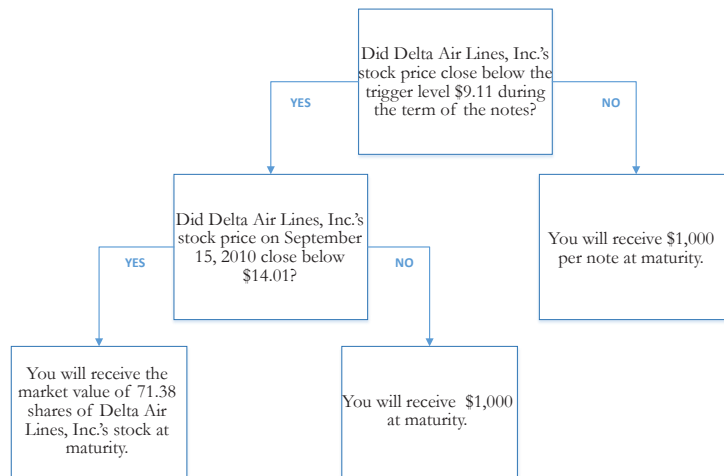 Did Delta Air Lines, Inc.'s
stock price close below the
trigger level $9.11 during
the term of the notes?
YES
NO
Did Delta Air Lines, Inc.'s
stock price on September
15, 2010 close below
$14.01?
You will receive $1,000
per note at maturity.
YES
NO
You will receive the
market value of 71.38
shares of Delta Air
Lines, Inc.'s stock at
maturity.
You will receive $1,000
at maturity.